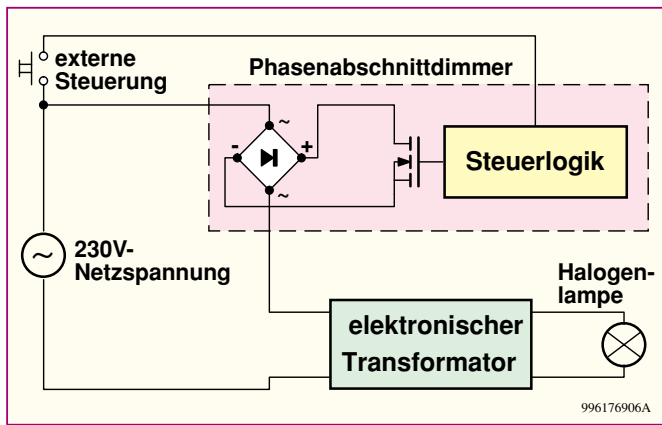 externe
Steuerung
Phasenabschnittdimmer
~
-
+
~
Steuerlogik
~
230V-
Netzspannung
Halogen-
lampe
elektronischer
Transformator
996176906A